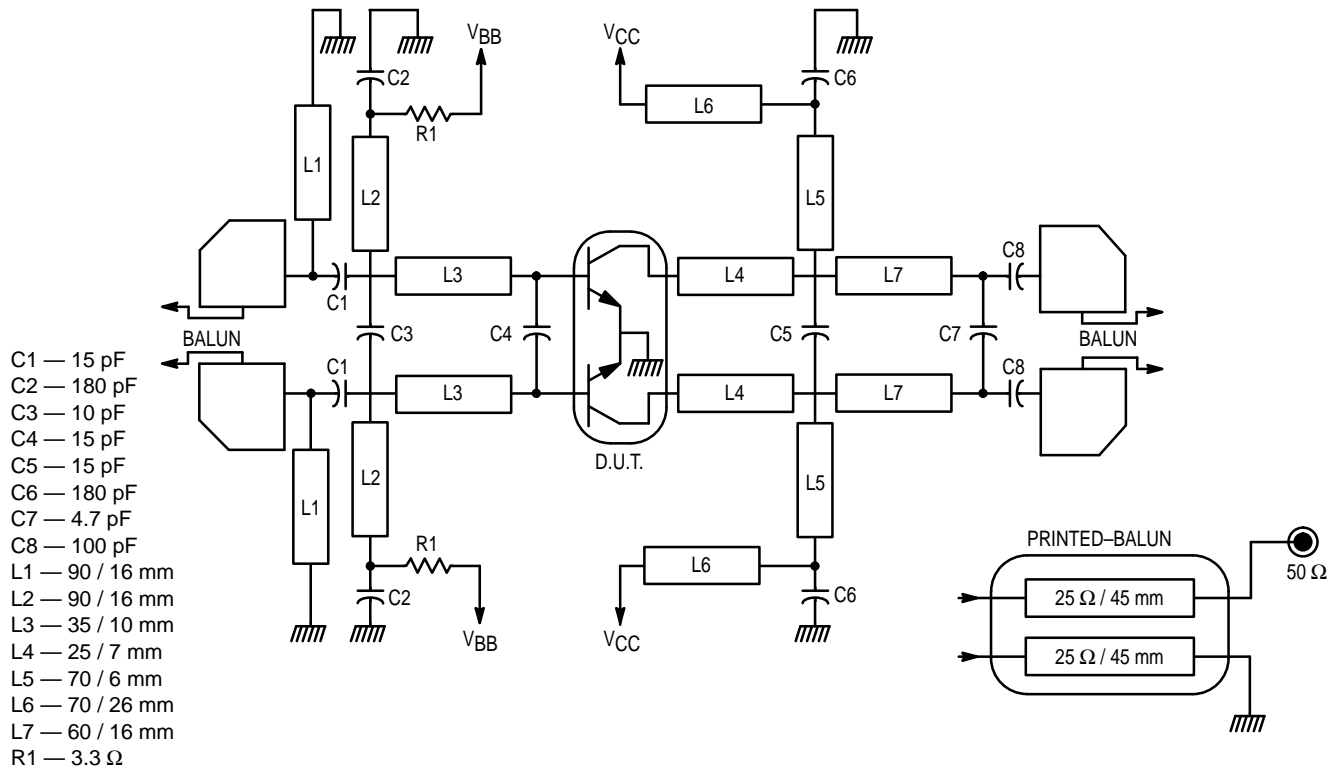 VBB
VCC
C2
C6
L6
R1
L1
L2
L5
L3
L4
L7
C8
C1
BALUN
C3
C4
C5
C7
BALUN
C1
C8
L3
L4
L7
D.U.T.
L1
L2
L5
R1
L6
C2
C6
VBB
VCC
C1 — 15 pF
C2 — 180 pF
C3 — 10 pF
C4 — 15 pF
C5 — 15 pF
C6 — 180 pF
C7 — 4.7 pF
C8 — 100 pF
L1 — 90 / 16 mm
L2 — 90 / 16 mm
L3 — 35 / 10 mm
L4 — 25 / 7 mm
L5 — 70 / 6 mm
L6 — 70 / 26 mm
L7 — 60 / 16 mm
R1 — 3.3 Ω
PRINTED–BALUN
50 Ω
25 Ω / 45 mm
25 Ω / 45 mm